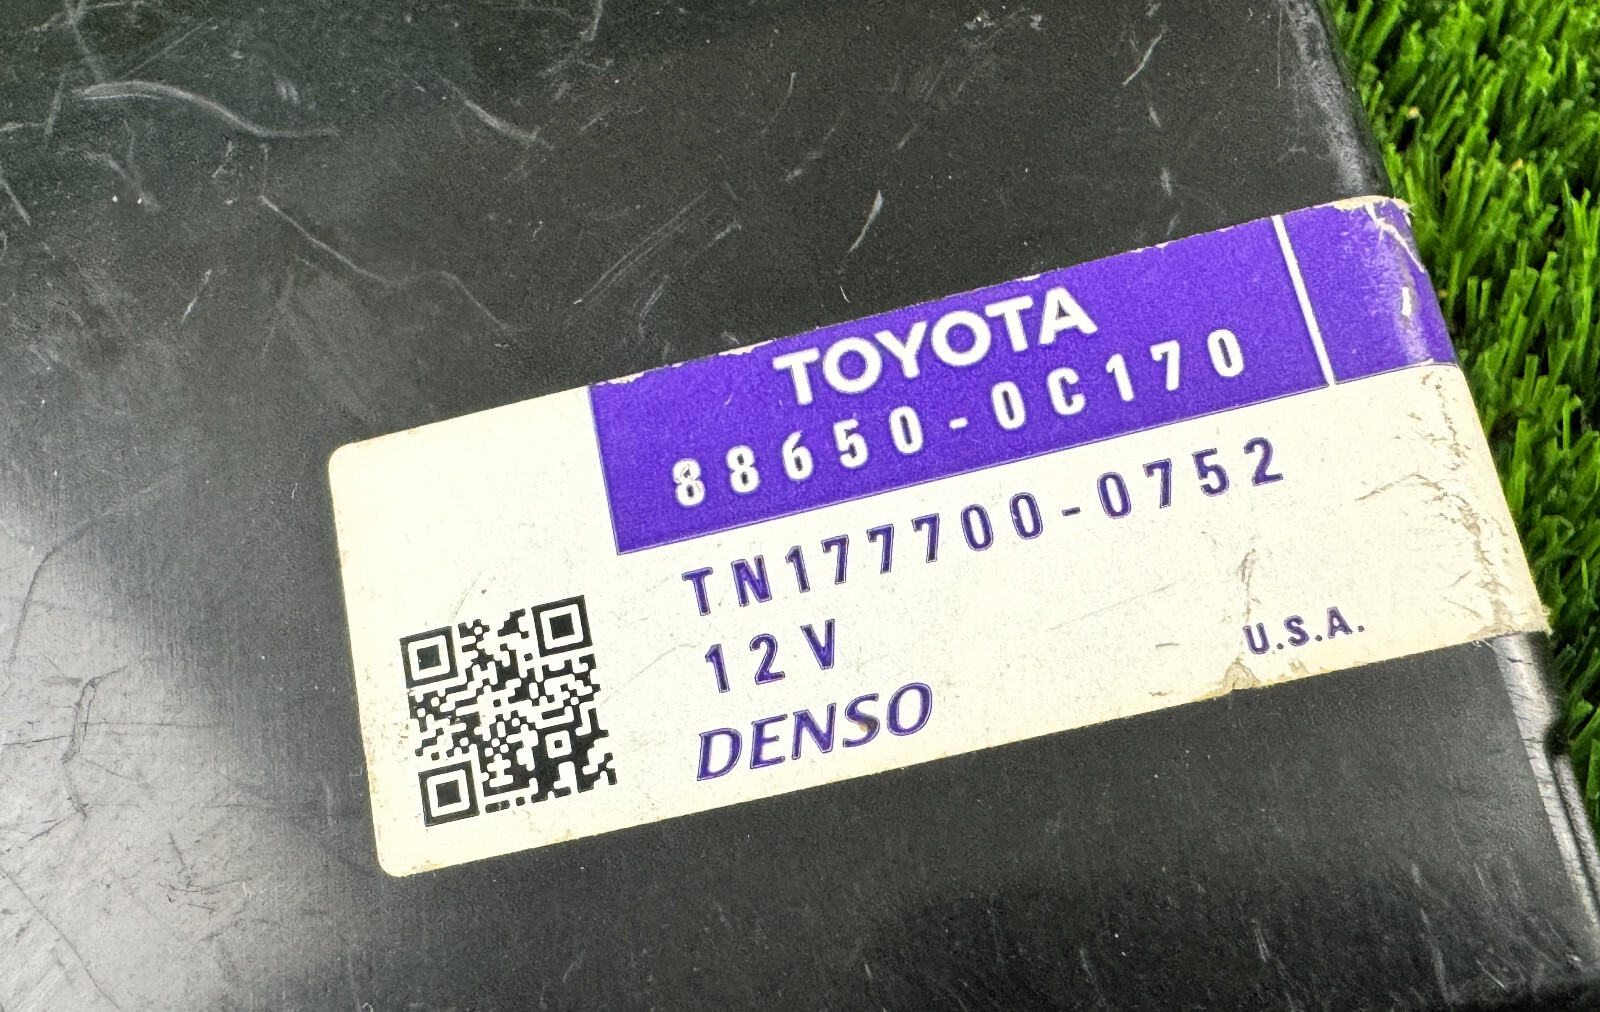 TOYOTA
88650-0C170
TN177700-0752
12V
U.S.A.
DENSO